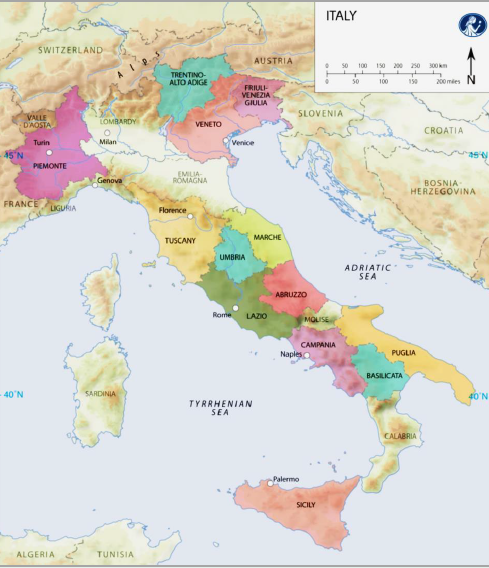 ITALY
N
0 50 100 150 200 250 300 km
0 50 100 150 200 miles
SWITZERLAND
ALPS
AUSTRIA
TRENTINO-
ALTO ADIGE
FRIULI-
VENEZIA
GIULIA
VALLE
D'AOSTA
LOMBARDY
VENETO
SLOVENIA
CROATIA
Turin
Milan
Venice
45°N
45°N
PIEMONTE
EMILIA-
ROMAGNA
Genova
BOSNIA-
HERZEGOVINA
FRANCE
LIGURIA
Florence
TUSCANY
MARCHE
UMBRIA
ADRIATIC
SEA
ABRUZZO
Rome
LAZIO
MOLISE
CAMPANIA
Naples
PUGLIA
BASILICATA
40°N
40°N
SARDINIA
TYRRHENIAN
SEA
CALABRIA
Palermo
SICILY
ALGERIA
TUNISIA